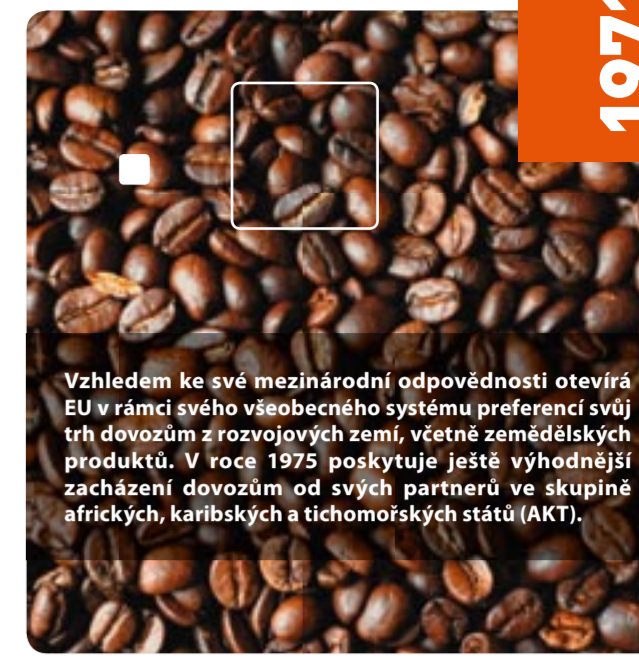 1971
Vzhledem ke své mezinárodní odpovědnosti otevírá
EU v rámci svého všeobecného systému preferencí svůj
trh dovozům z rozvojových zemí, včetně zemědělských
produktů. V roce 1975 poskytuje ještě výhodnější
zacházení dovozům od svých partnerů ve skupině
afrických, karibských a tichomořských států (AKT).